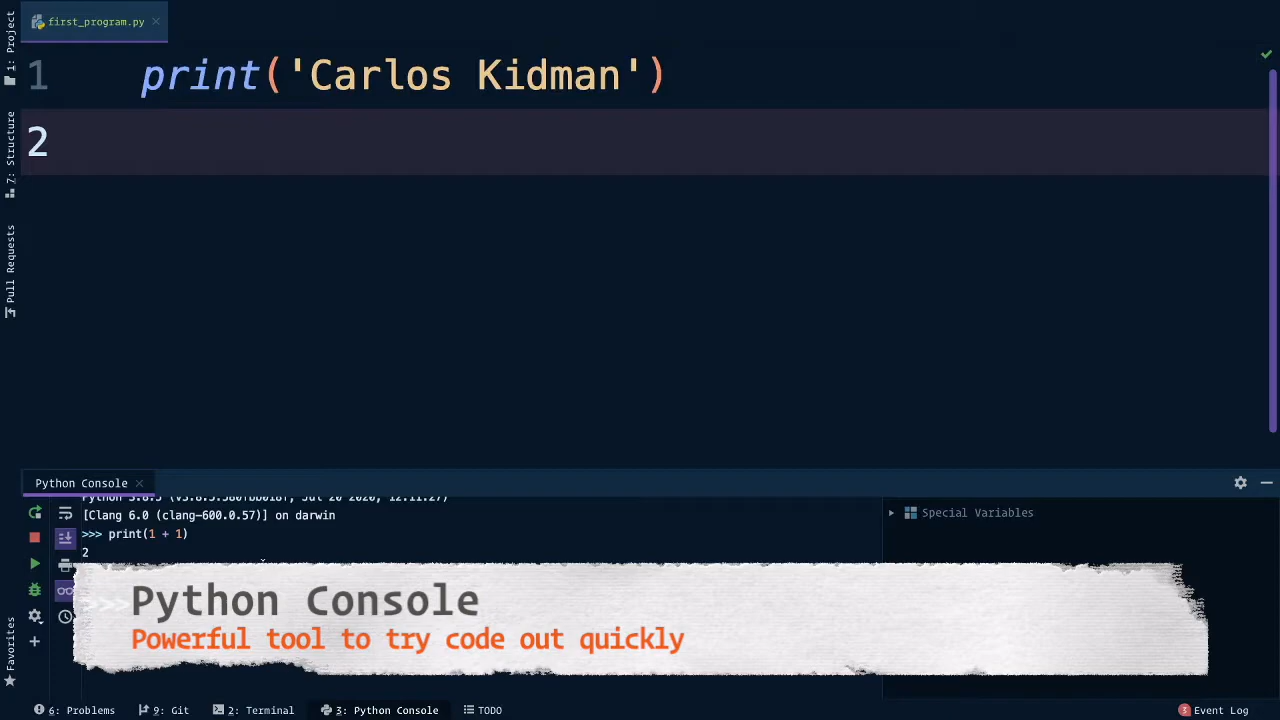 first_program.py
1: Project
7: Structure
Pull Requests
Favorites
1 print('Carlos Kidman')
2
Python Console
[Clang 6.0 (clang-600.0.57)] on darwin
>>> print(1 + 1)
2
>>>
Special Variables
Python Console
Powerful tool to try code out quickly
6: Problems
9: Git
2: Terminal
3: Python Console
TODO
3 Event Log